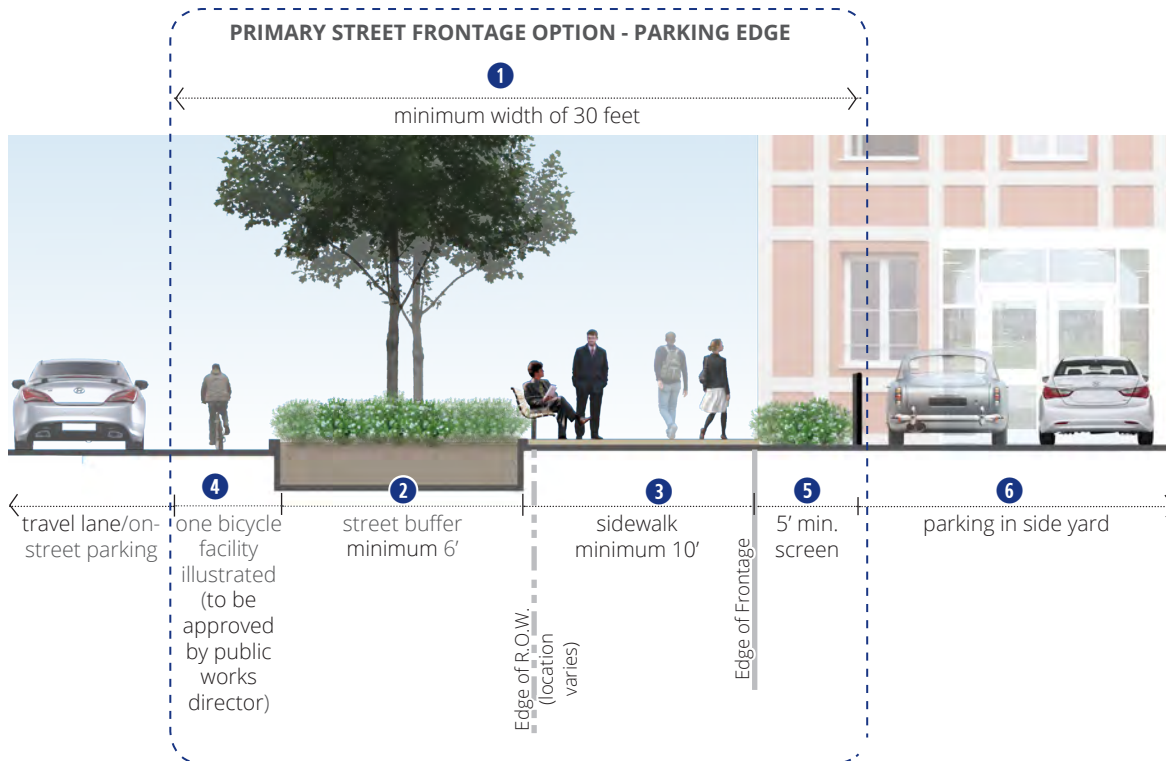 PRIMARY STREET FRONTAGE OPTION - PARKING EDGE
1
minimum width of 30 feet
4
2
3
5
6
travel lane/on-
street parking
one bicycle
facility
illustrated
(to be
approved
by public
works
director)
street buffer
minimum 6’
sidewalk
minimum 10’
5’ min.
screen
parking in side yard
Edge of R.O.W.
(location
varies)
Edge of Frontage